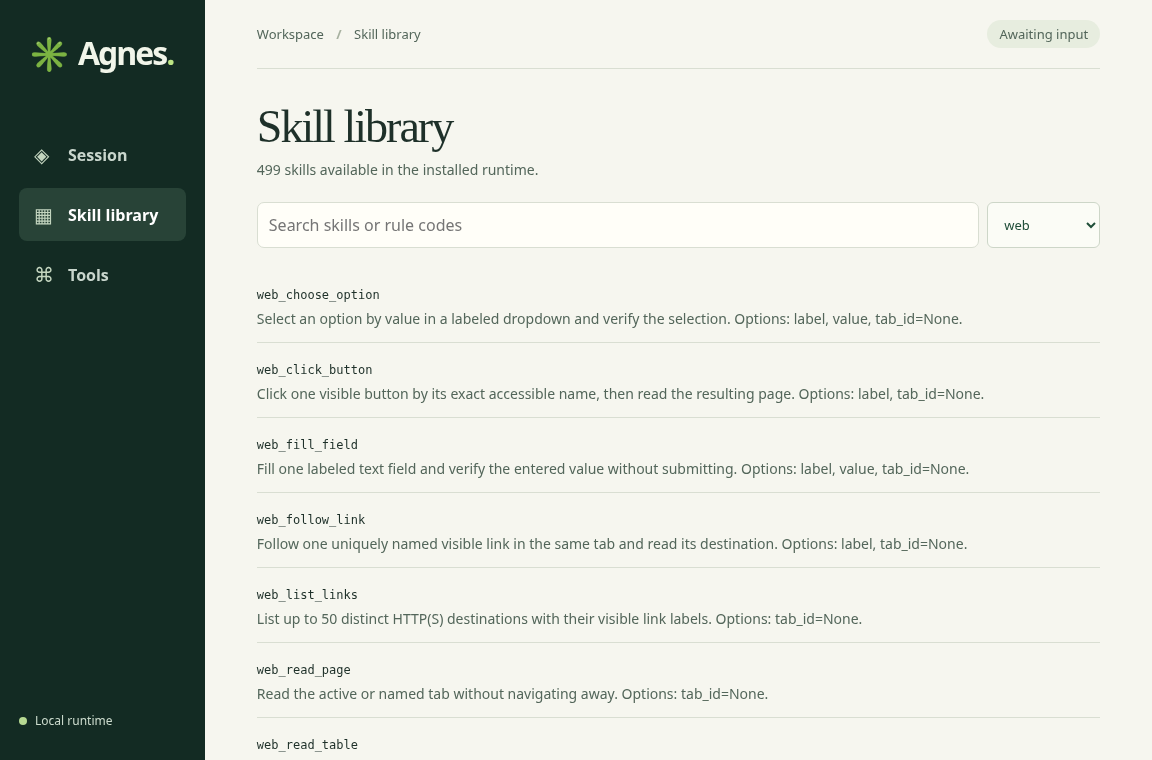 Agnes.
Session
Skill library
Tools
Local runtime
Workspace / Skill library
Awaiting input
Skill library
499 skills available in the installed runtime.
Search skills or rule codes
web
web_choose_option
Select an option by value in a labeled dropdown and verify the selection. Options: label, value, tab_id=None.
web_click_button
Click one visible button by its exact accessible name, then read the resulting page. Options: label, tab_id=None.
web_fill_field
Fill one labeled text field and verify the entered value without submitting. Options: label, value, tab_id=None.
web_follow_link
Follow one uniquely named visible link in the same tab and read its destination. Options: label, tab_id=None.
web_list_links
List up to 50 distinct HTTP(S) destinations with their visible link labels. Options: tab_id=None.
web_read_page
Read the active or named tab without navigating away. Options: tab_id=None.
web_read_table